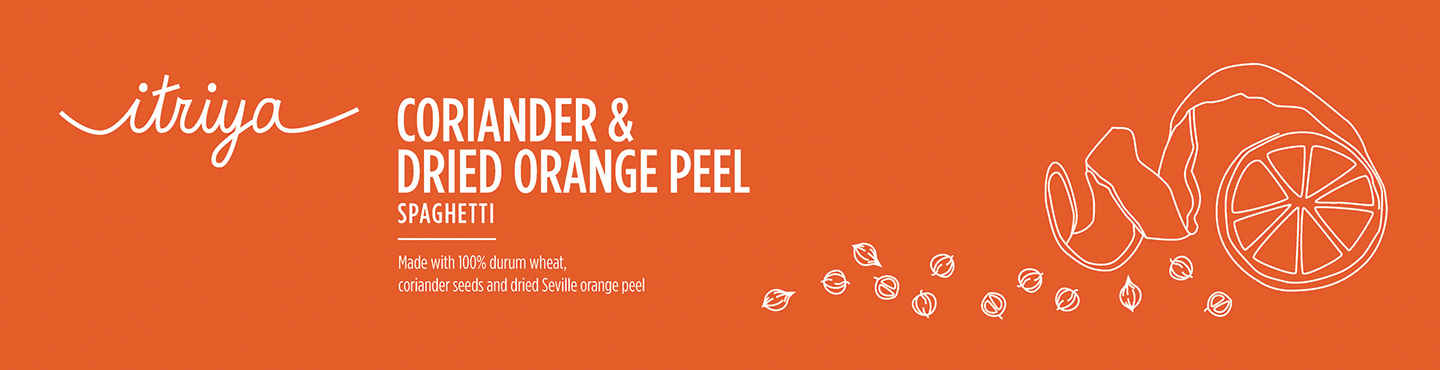 itriya
CORIANDER &
DRIED ORANGE PEEL
SPAGHETTI
Made with 100% durum wheat,
coriander seeds and dried Seville orange peel